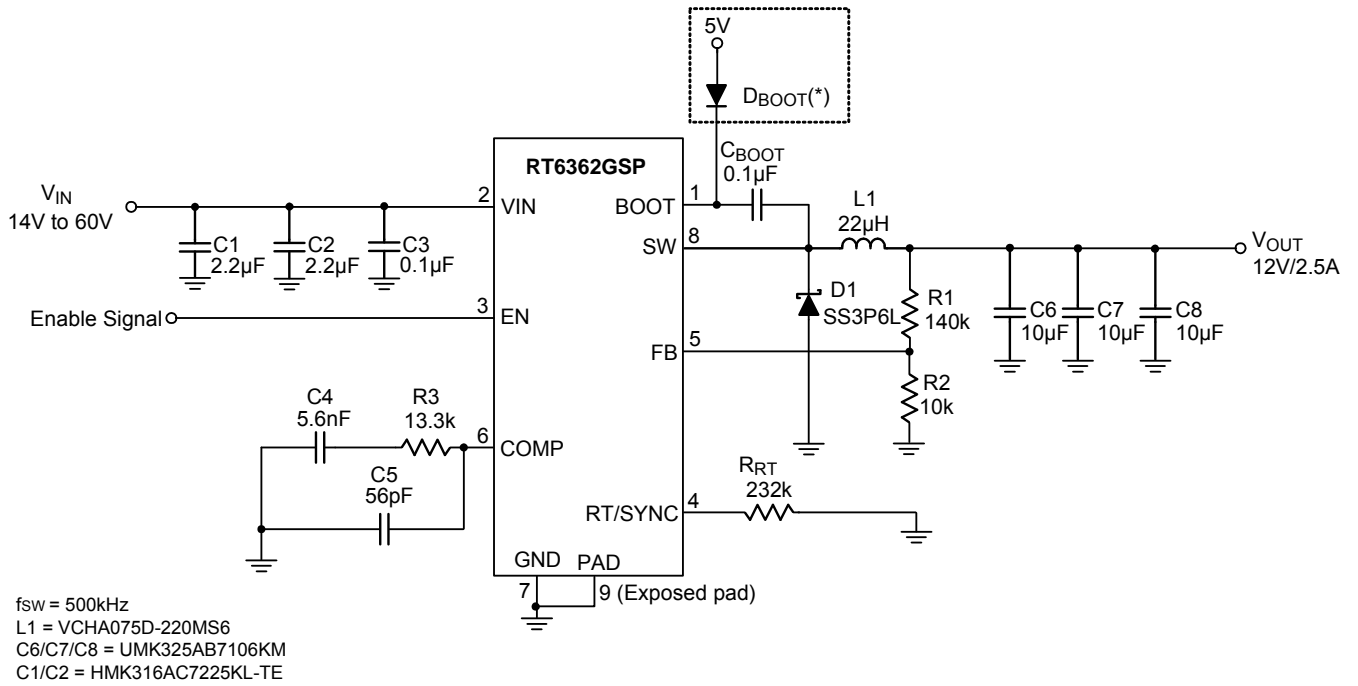 5V
DBOOT(*)
CBOOT
0.1µF
RT6362GSP
VIN
14V to 60V
2
VIN
BOOT
1
L1
22µH
C1
2.2µF
C2
2.2µF
C3
0.1µF
SW
8
VOUT
12V/2.5A
Enable Signal
3
EN
D1
SS3P6L
R1
140k
C6
10µF
C7
10µF
C8
10µF
FB
5
R2
10k
C4
5.6nF
R3
13.3k
6
COMP
C5
56pF
RRT
232k
RT/SYNC
4
GND
PAD
7
9 (Exposed pad)
fsw = 500kHz
L1 = VCHA075D-220MS6
C6/C7/C8 = UMK325AB7106KM
C1/C2 = HMK316AC7225KL-TE